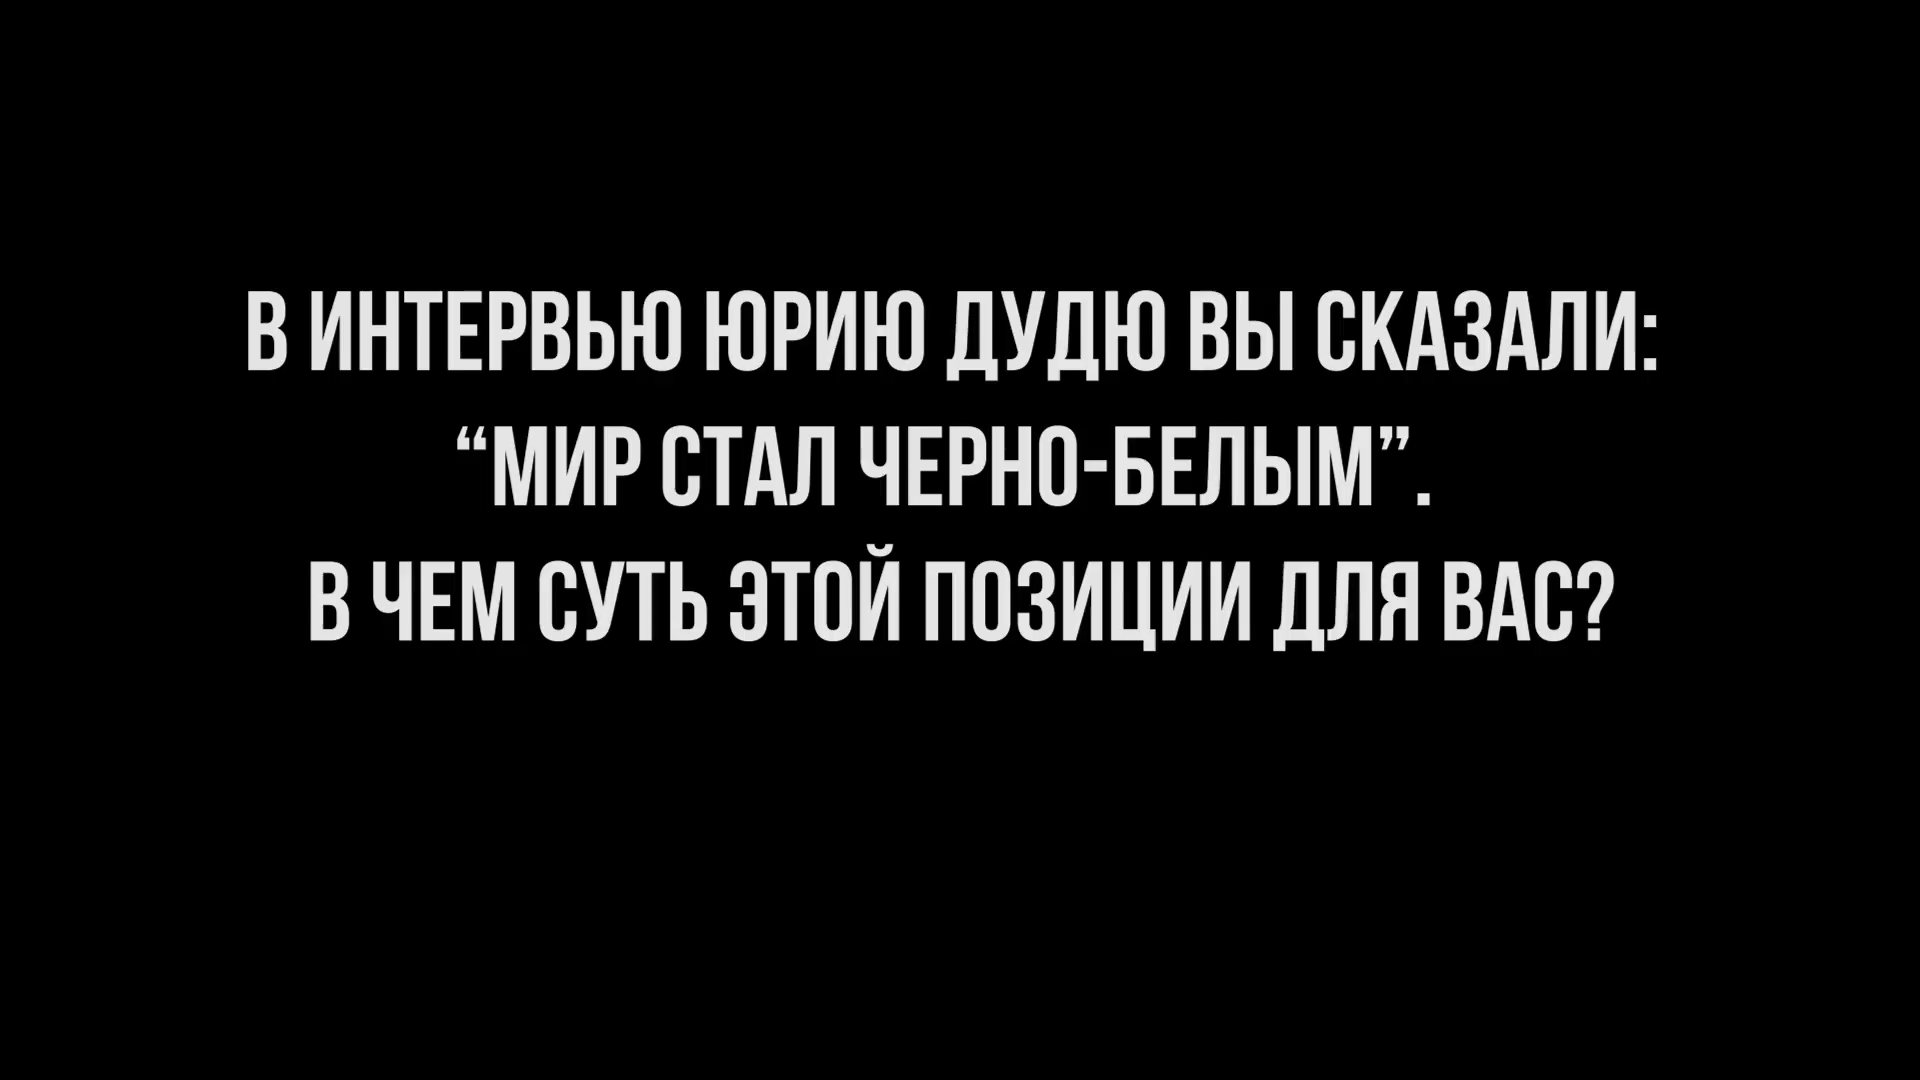 В ИНТЕРВЬЮ ЮРИЮ ДУДЮ ВЫ СКАЗАЛИ:
“МИР СТАЛ ЧЕРНО-БЕЛЫМ”.
В ЧЕМ СУТЬ ЭТОЙ ПОЗИЦИИ ДЛЯ ВАС?